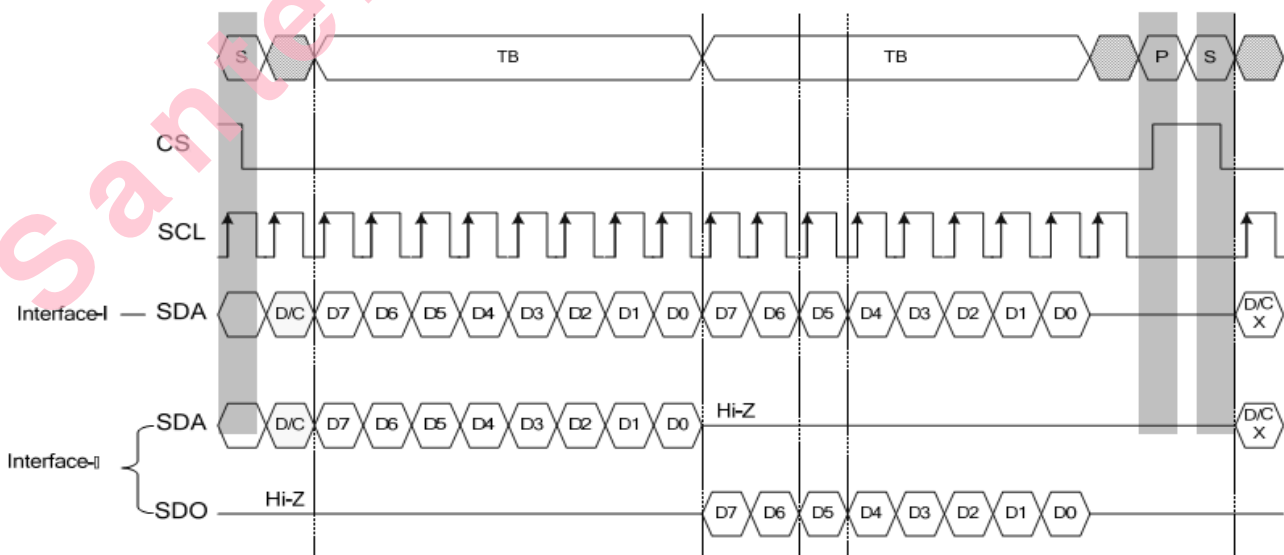 S TB TB P S
CS
SCL
Interface-I SDA D/C D7 D6 D5 D4 D3 D2 D1 D0 D7 D6 D5 D4 D3 D2 D1 D0 D/C X
SDA D/C D7 D6 D5 D4 D3 D2 D1 D0 Hi-Z D/C X
Interface-
SDO Hi-Z D7 D6 D5 D4 D3 D2 D1 D0
Sante